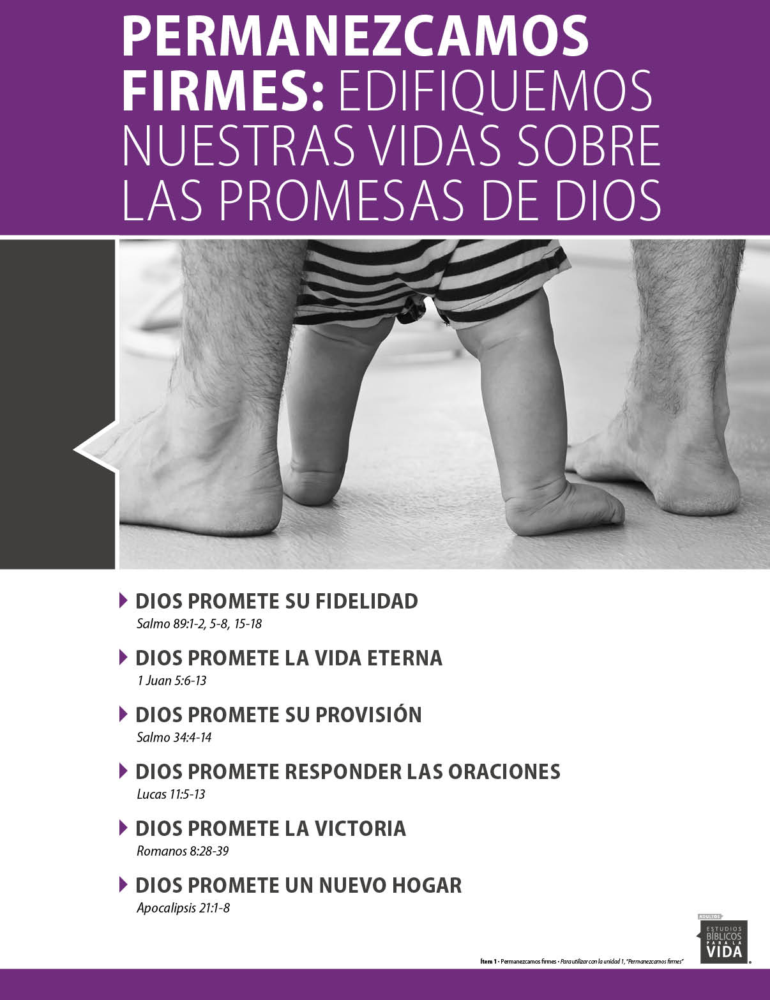 PERMANEZCAMOS
FIRMES: EDIFIQUEMOS
NUESTRAS VIDAS SOBRE
LAS PROMESAS DE DIOS
DIOS PROMETE SU FIDELIDAD
Salmo 89:1-2, 5-8, 15-18
DIOS PROMETE LA VIDA ETERNA
1 Juan 5:6-13
DIOS PROMETE SU PROVISIÓN
Salmo 34:4-14
DIOS PROMETE RESPONDER LAS ORACIONES
Lucas 11:5-13
DIOS PROMETE LA VICTORIA
Romanos 8:28-39
DIOS PROMETE UN NUEVO HOGAR
Apocalipsis 21:1-8
ADULTOS
ESTUDIOS
BÍBLICOS
PARA LA
VIDA®
Ítem 1 • Permanezcamos firmes • Para utilizar con la unidad 1, “Permanezcamos firmes”